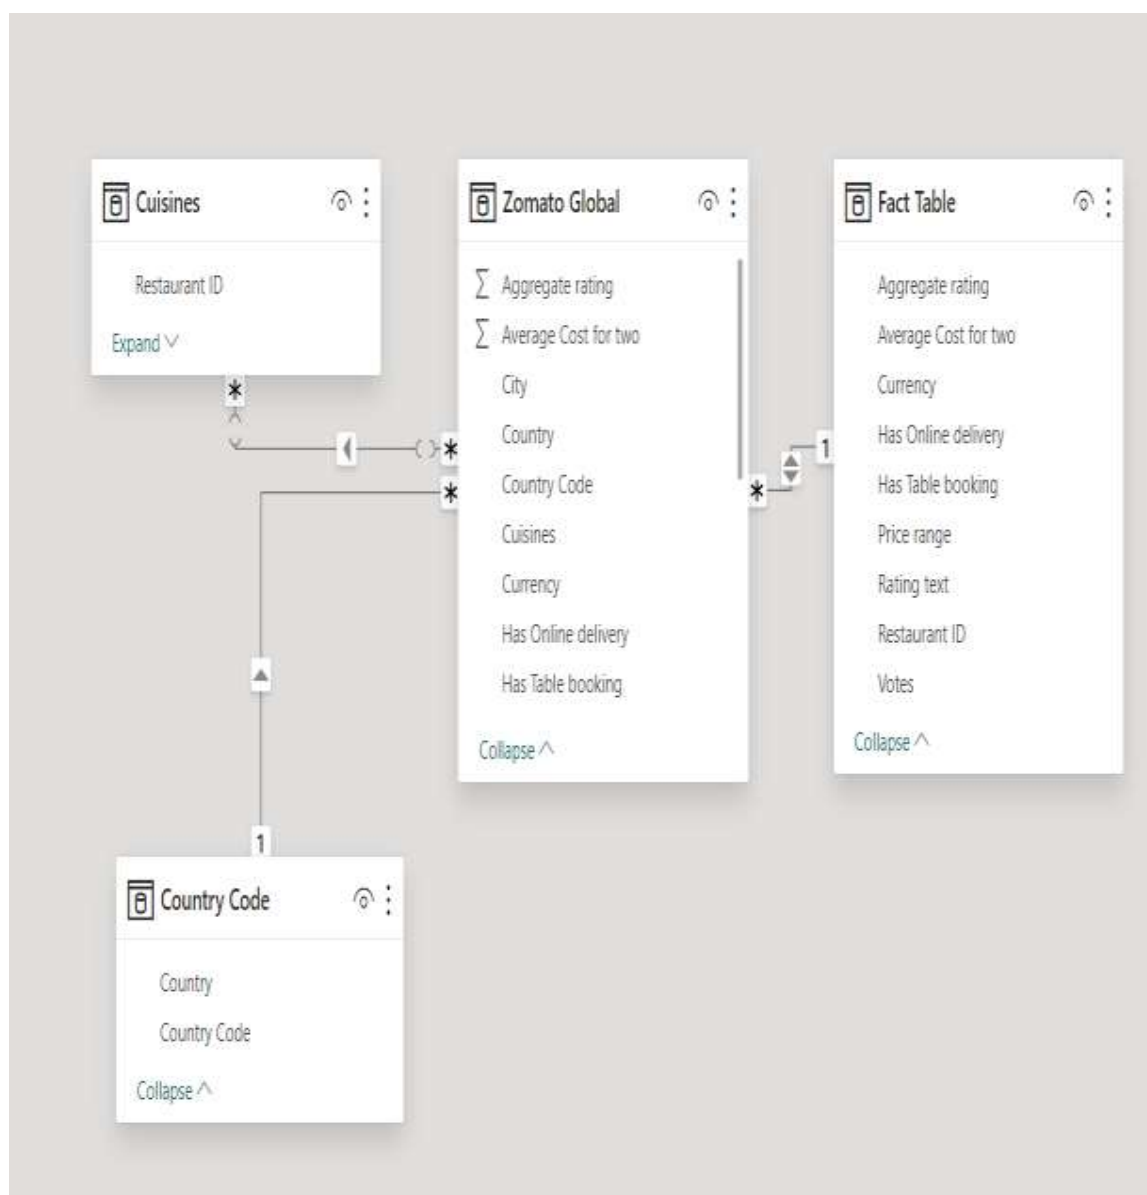 Cuisines
Restaurant ID
Expand
*
*
*
1
Zomato Global
Σ Aggregate rating
Σ Average Cost for two
City
Country
Country Code
Cuisines
Currency
Has Online delivery
Has Table booking
Collapse
*
1
Fact Table
Aggregate rating
Average Cost for two
Currency
Has Online delivery
Has Table booking
Price range
Rating text
Restaurant ID
Votes
Collapse
Country Code
Country
Country Code
Collapse